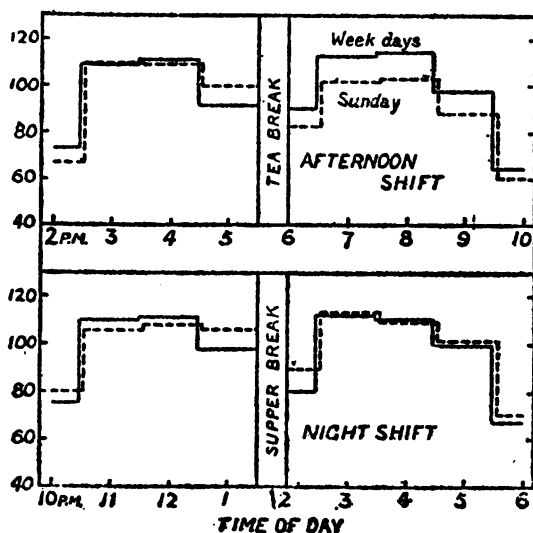 120
100
80
60
40
Week days
Sunday
TEA BREAK
AFTERNOON
SHIFT
2 P.M. 3 4 5 6 7 8 9 10
120
100
80
60
40
SUPPER BREAK
NIGHT SHIFT
10 P.M. 11 12 1 2 3 4 5 6
TIME OF DAY